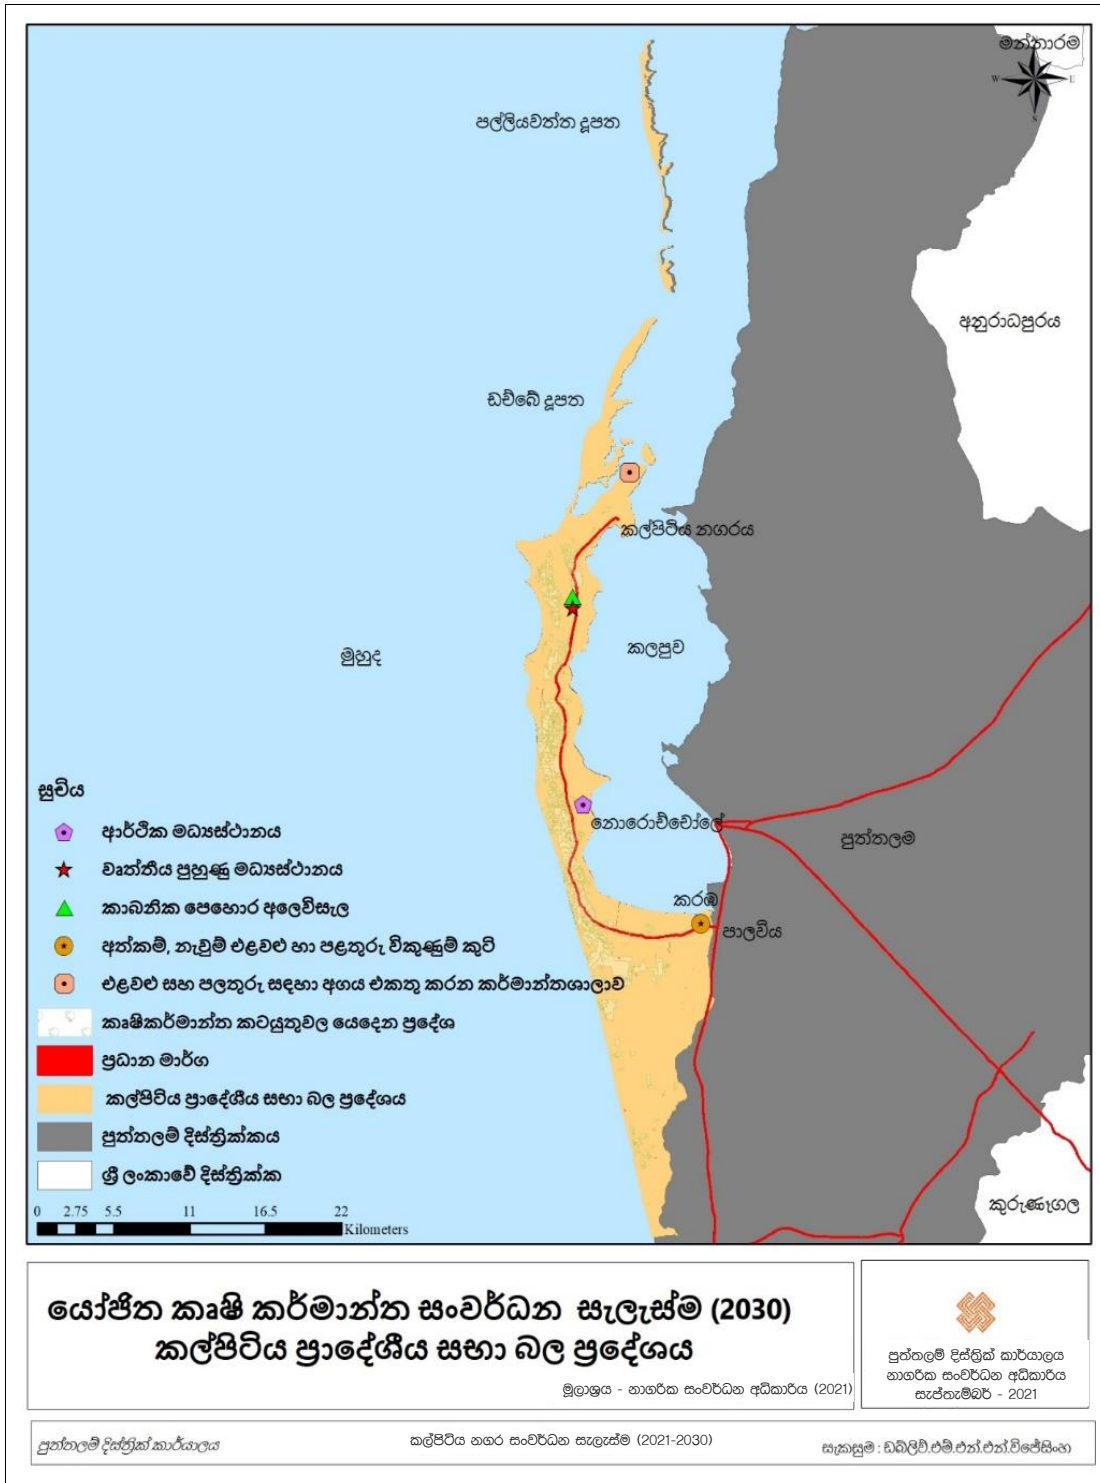 මන්නාරම
N
W E
S
පල්ලියවත්ත දූපත
අනුරාධපුරය
ඩච්බේ දූපත
කල්පිටිය නගරය
කලපුව
මුහුද
නොරොච්චෝලේ
පුත්තලම
කරඹ
පාලවිය
කුරුණෑගල
සූචිය
ආර්ථික මධ්‍යස්ථානය
වෘත්තීය පුහුණු මධ්‍යස්ථානය
කාබනික පෙහොර අලෙවිසැල
අත්කම්, නැවුම් එළවළු හා පළතුරු විකුණුම් කුටි
එළවළු සහ පලතුරු සඳහා අගය එකතු කරන කර්මාන්තශාලාව
කෘෂිකර්මාන්ත කටයුතුවල යෙදෙන ප්‍රදේශ
ප්‍රධාන මාර්ග
කල්පිටිය ප්‍රාදේශීය සභා බල ප්‍රදේශය
පුත්තලම් දිස්ත්‍රික්කය
ශ්‍රී ලංකාවේ දිස්ත්‍රික්ක
0 2.75 5.5 11 16.5 22
Kilometers
යෝජිත කෘෂි කර්මාන්ත සංවර්ධන සැලැස්ම (2030)
කල්පිටිය ප්‍රාදේශීය සභා බල ප්‍රදේශය
මූලාශ්‍රය - නාගරික සංවර්ධන අධිකාරිය (2021)
පුත්තලම් දිස්ත්‍රික් කාර්යාලය
නාගරික සංවර්ධන අධිකාරිය
සැප්තැම්බර් - 2021
පුත්තලම් දිස්ත්‍රික් කාර්යාලය
කල්පිටිය නගර සංවර්ධන සැලැස්ම (2021-2030)
සැකසුම : ඩබ්ලිව්.එම්.එන්.එන්.විජේසිංහ